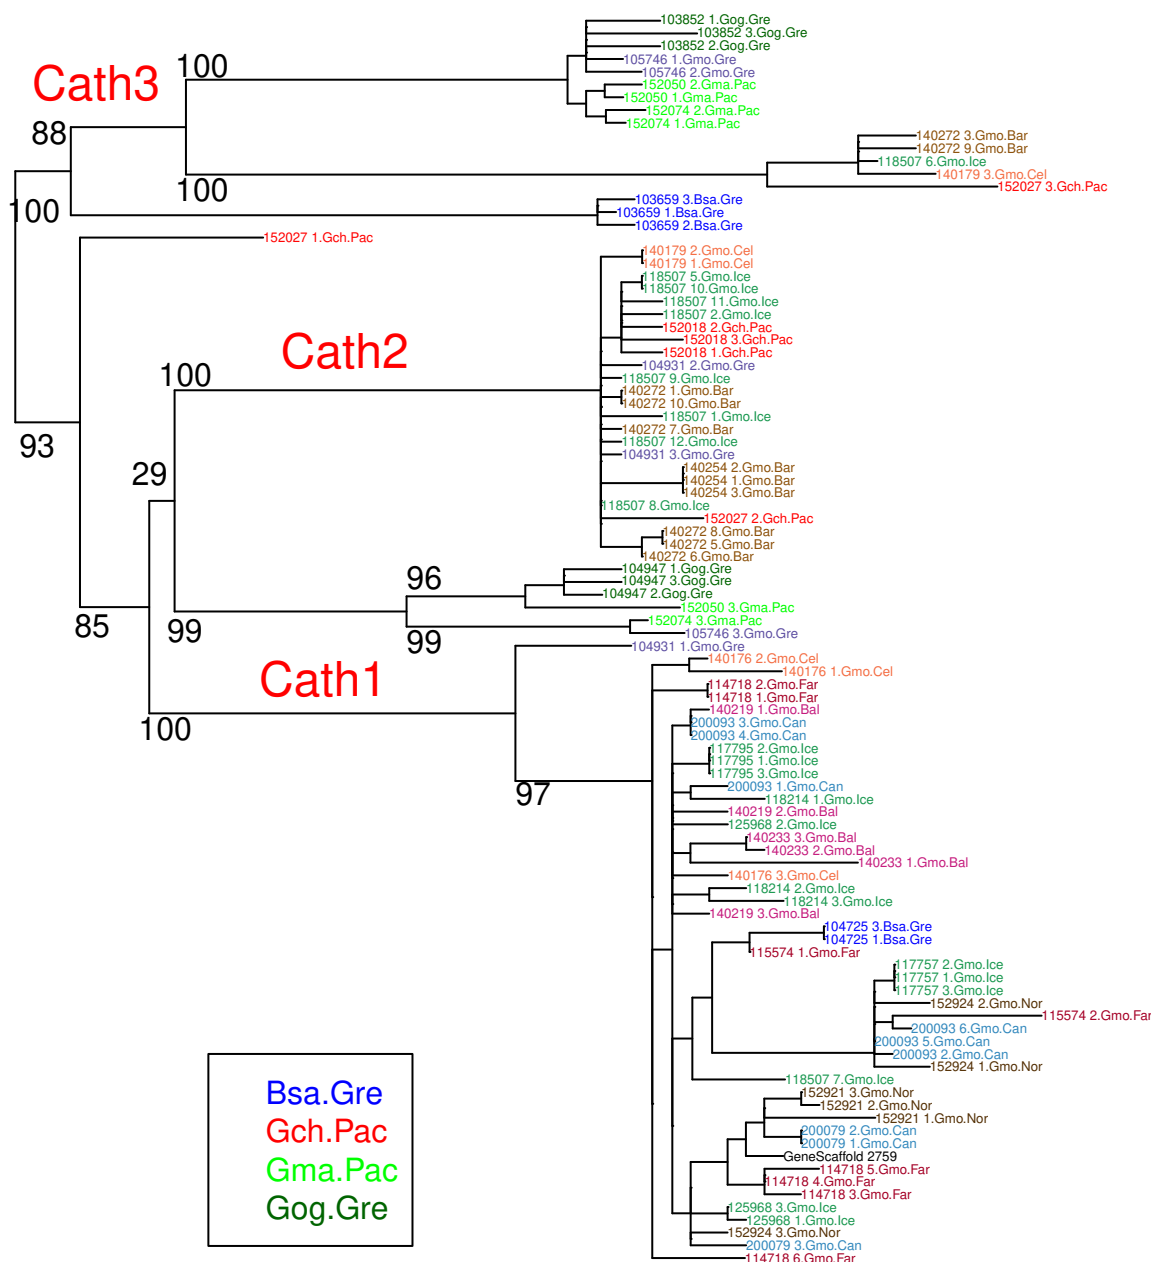 103852 1.Gog.Gre
103852 3.Gog.Gre
103852 2.Gog.Gre
105746 1.Gmo.Gre
100
105746 2.Gmo.Gre
Cath3
152050 2.Gma.Pac
152050 1.Gma.Pac
152074 2.Gma.Pac
152074 1.Gma.Pac
88
140272 3.Gmo.Bar
140272 9.Gmo.Bar
118507 6.Gmo.Ice
140179 3.Gmo.Cel
100
152027 3.Gch.Pac
103659 3.Bsa.Gre
100
103659 1.Bsa.Gre
103659 2.Bsa.Gre
152027 1.Gch.Pac
140179 2.Gmo.Cel
140179 1.Gmo.Cel
118507 5.Gmo.Ice
118507 10.Gmo.Ice
118507 11.Gmo.Ice
118507 2.Gmo.Ice
152018 2.Gch.Pac
152018 3.Gch.Pac
Cath2
152018 1.Gch.Pac
104931 2.Gmo.Gre
100
118507 9.Gmo.Ice
140272 1.Gmo.Bar
140272 10.Gmo.Bar
118507 1.Gmo.Ice
140272 7.Gmo.Bar
93
118507 12.Gmo.Ice
104931 3.Gmo.Gre
29
140254 2.Gmo.Bar
140254 1.Gmo.Bar
140254 3.Gmo.Bar
118507 8.Gmo.Ice
152027 2.Gch.Pac
140272 8.Gmo.Bar
140272 5.Gmo.Bar
140272 6.Gmo.Bar
104947 1.Gog.Gre
96
104947 3.Gog.Gre
104947 2.Gog.Gre
152050 3.Gma.Pac
152074 3.Gma.Pac
85
99
105746 3.Gmo.Gre
99
104931 1.Gmo.Gre
140176 2.Gmo.Cel
140176 1.Gmo.Cel
Cath1
114718 2.Gmo.Far
114718 1.Gmo.Far
140219 1.Gmo.Bal
200093 3.Gmo.Can
100
200093 4.Gmo.Can
117795 2.Gmo.Ice
117795 1.Gmo.Ice
117795 3.Gmo.Ice
200093 1.Gmo.Can
97
118214 1.Gmo.Ice
140219 2.Gmo.Bal
125968 2.Gmo.Ice
140233 3.Gmo.Bal
140233 2.Gmo.Bal
140233 1.Gmo.Bal
140176 3.Gmo.Cel
118214 2.Gmo.Ice
118214 3.Gmo.Ice
140219 3.Gmo.Bal
104725 3.Bsa.Gre
104725 1.Bsa.Gre
115574 1.Gmo.Far
117757 2.Gmo.Ice
117757 1.Gmo.Ice
117757 3.Gmo.Ice
152924 2.Gmo.Nor
115574 2.Gmo.Far
200093 6.Gmo.Can
200093 5.Gmo.Can
200093 2.Gmo.Can
152924 1.Gmo.Nor
118507 7.Gmo.Ice
152921 3.Gmo.Nor
152921 2.Gmo.Nor
152921 1.Gmo.Nor
200079 2.Gmo.Can
200079 1.Gmo.Can
GeneScaffold 2759
114718 5.Gmo.Far
114718 4.Gmo.Far
114718 3.Gmo.Far
125968 3.Gmo.Ice
125968 1.Gmo.Ice
152924 3.Gmo.Nor
200079 3.Gmo.Can
114718 6.Gmo.Far
Bsa.Gre
Gch.Pac
Gma.Pac
Gog.Gre